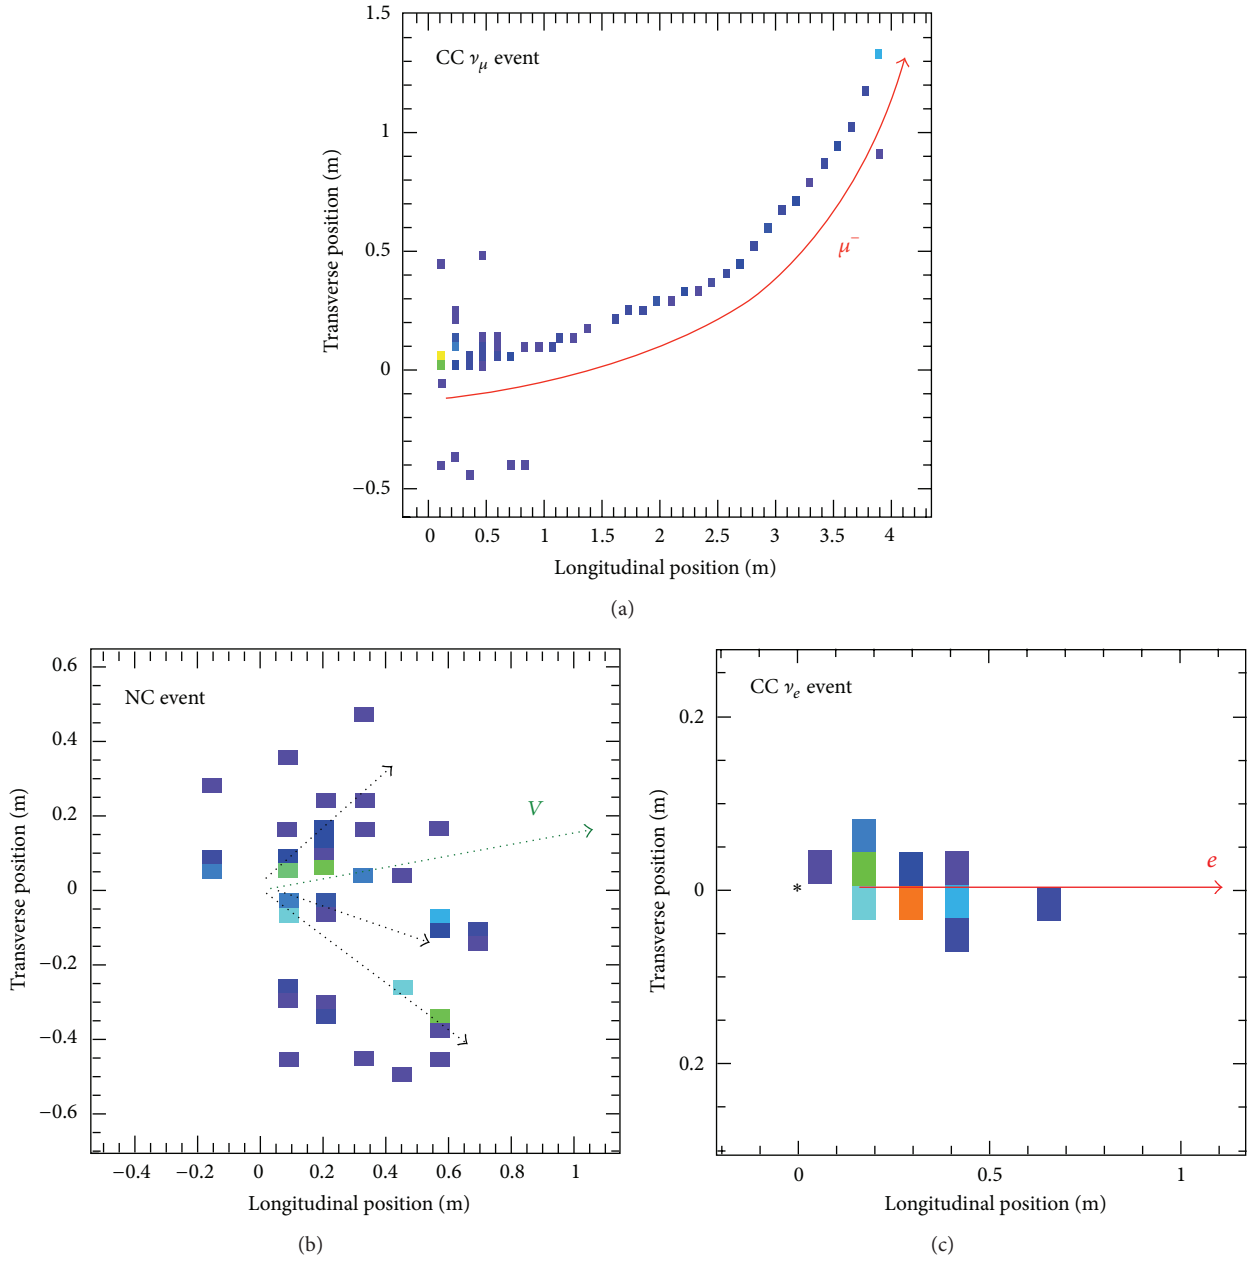 1.5
CC νμ event
1
0.5
0
−0.5
Transverse position (m)
μ−
0 0.5 1 1.5 2 2.5 3 3.5 4
Longitudinal position (m)
(a)
0.6
0.4
0.2
0
−0.2
−0.4
−0.6
Transverse position (m)
NC event
V
−0.4 −0.2 0 0.2 0.4 0.6 0.8 1
Longitudinal position (m)
(b)
CC νe event
0.2
0
0.2
Transverse position (m)
*
e
0 0.5 1
Longitudinal position (m)
(c)